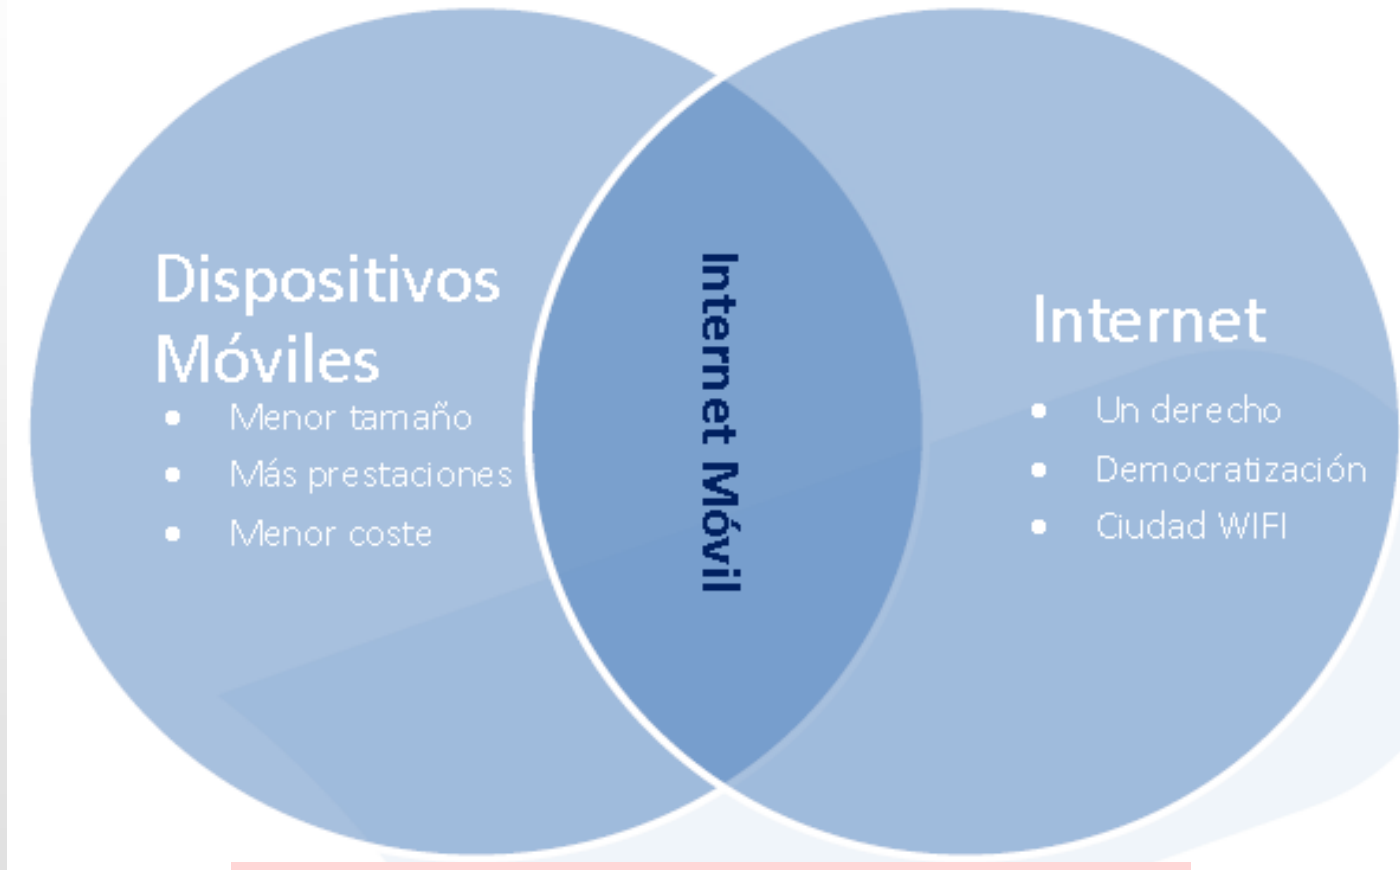 Dispositivos
Móviles
• Menor tamaño
• Más prestaciones
• Menor coste
Internet Móvil
Internet
• Un derecho
• Democratización
• Ciudad WIFI